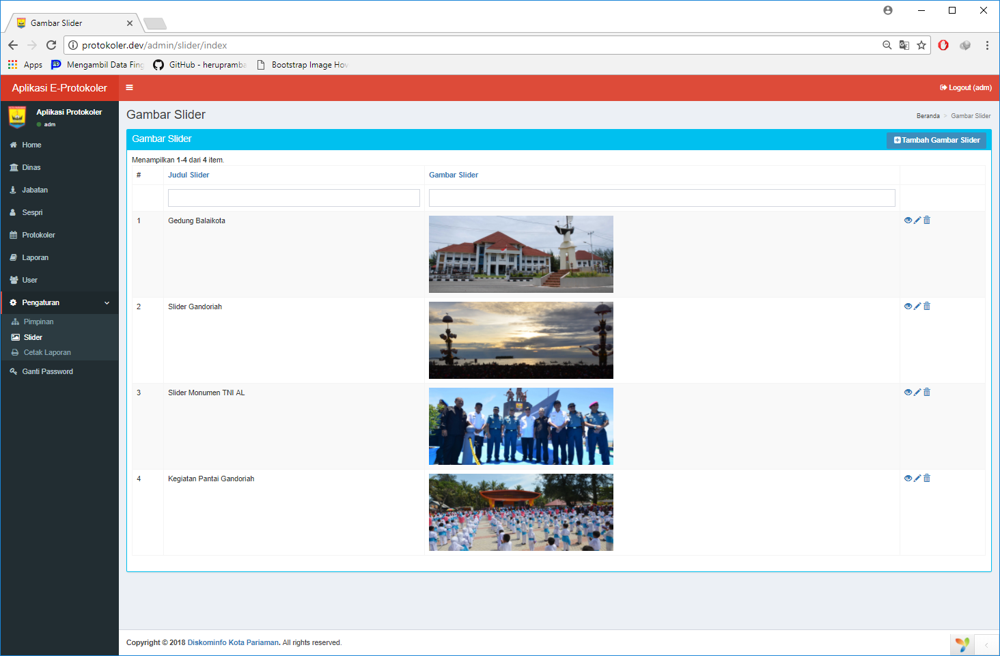 Gambar Slider
protokoler.dev/admin/slider/index
Apps
Mengambil Data Fing
GitHub - herupramba
Bootstrap Image Hov
Aplikasi E-Protokoler
Logout (adm)
Aplikasi Protokoler
adm
Home
Dinas
Jabatan
Sespri
Protokoler
Laporan
User
Pengaturan
Pimpinan
Slider
Cetak Laporan
Ganti Password
Gambar Slider
Beranda > Gambar Slider
Gambar Slider
Tambah Gambar Slider
Menampilkan 1-4 dari 4 item.
# Judul Slider Gambar Slider
1 Gedung Balaikota
2 Slider Gandoriah
3 Slider Monumen TNI AL
4 Kegiatan Pantai Gandoriah
Copyright © 2018 Diskominfo Kota Pariaman. All rights reserved.